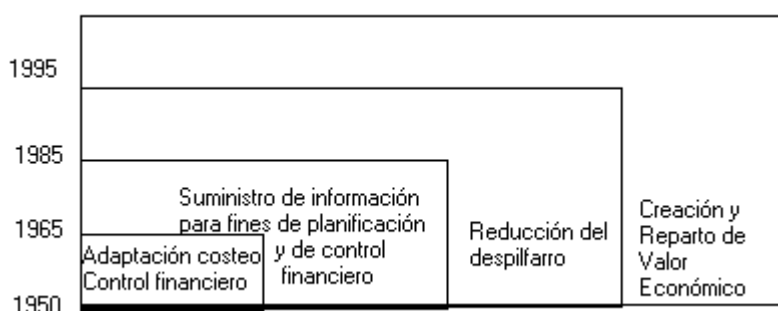 1995
1985
1965
1950
Adaptación costeo
Control financiero
Suministro de información
para fines de planificación
y de control
financiero
Reducción del
despilfarro
Creación y
Reparto de
Valor
Económico